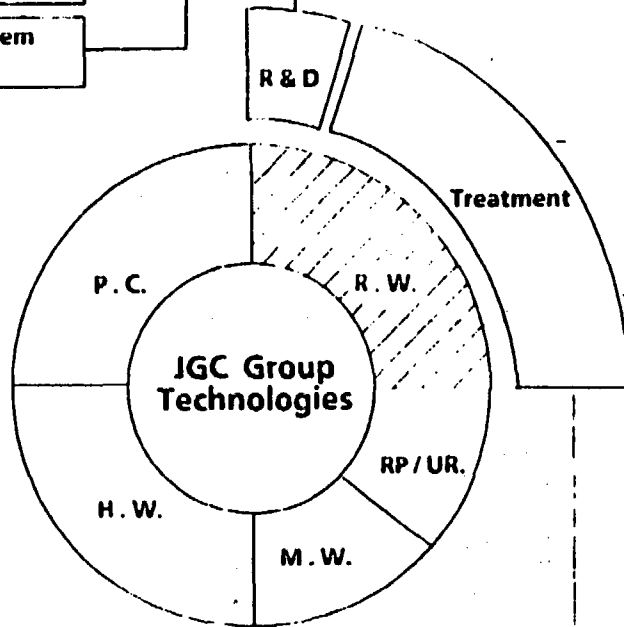 em
R & D
Treatment
P. C.
R. W.
JGC Group
Technologies
RP / UR.
H. W.
M. W.